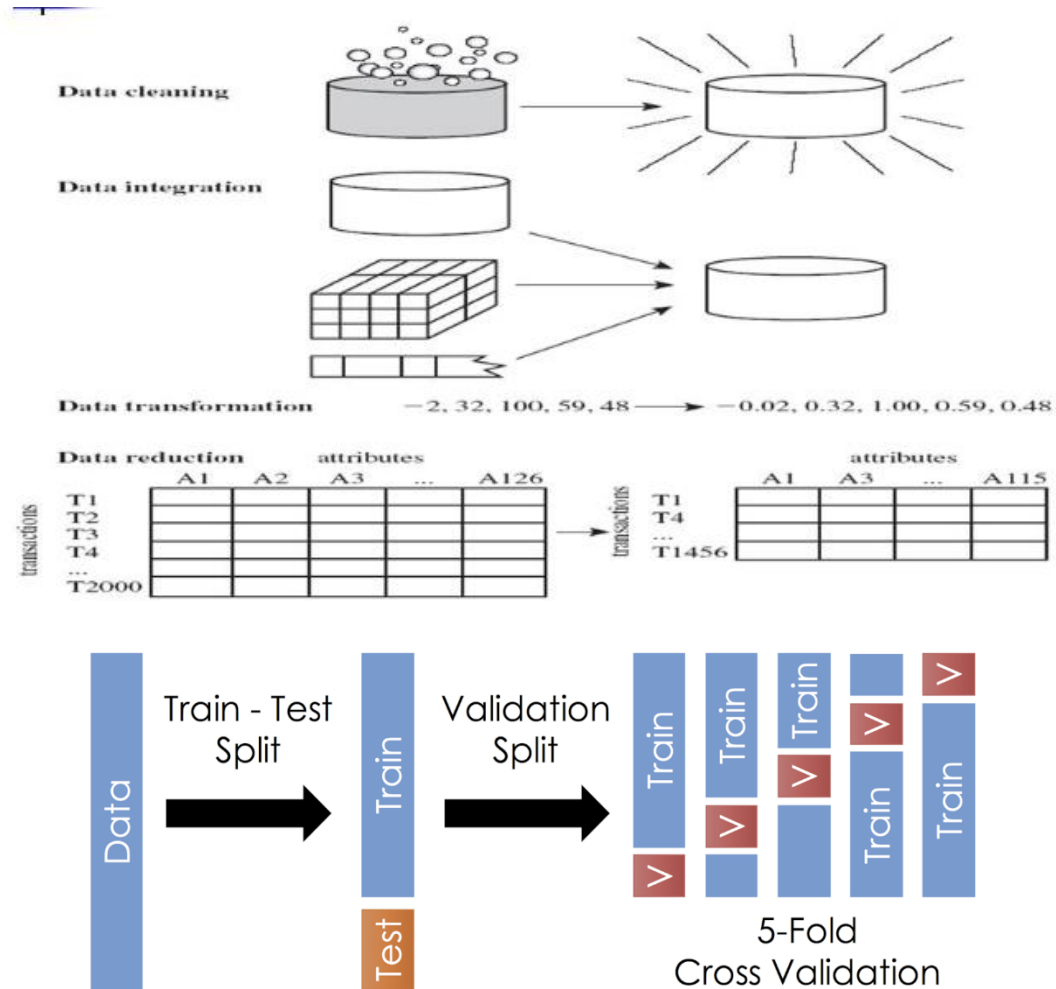 Data cleaning
Data integration
Data transformation −2, 32, 100, 59, 48 −0.02, 0.32, 1.00, 0.59, 0.48
Data reduction attributes attributes
A1 A2 A3 ... A126 A1 A3 ... A115
transactions
T1
T2
T3
T4
...
T2000
transactions
T1
T4
...
T1456
Data
Train - Test
Split
Train
Test
Validation
Split
Train
V
Train
V
Train
V
V
Train
V
Train
5-Fold
Cross Validation